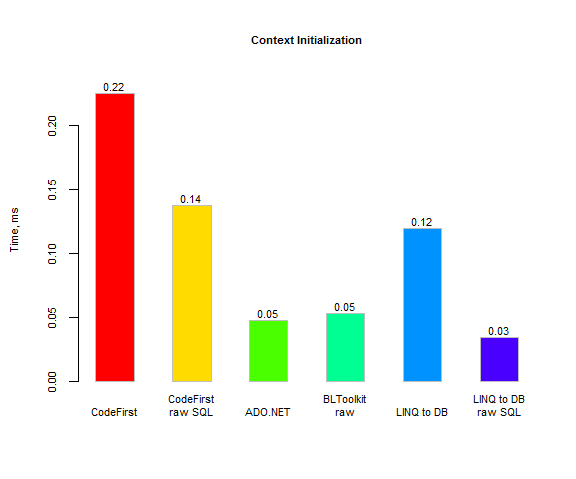 Context Initialization
Time, ms
0.20
0.15
0.10
0.05
0.00
0.22
0.14
0.05
0.05
0.12
0.03
CodeFirst
CodeFirst
raw SQL
ADO.NET
BLToolkit
raw
LINQ to DB
LINQ to DB
raw SQL